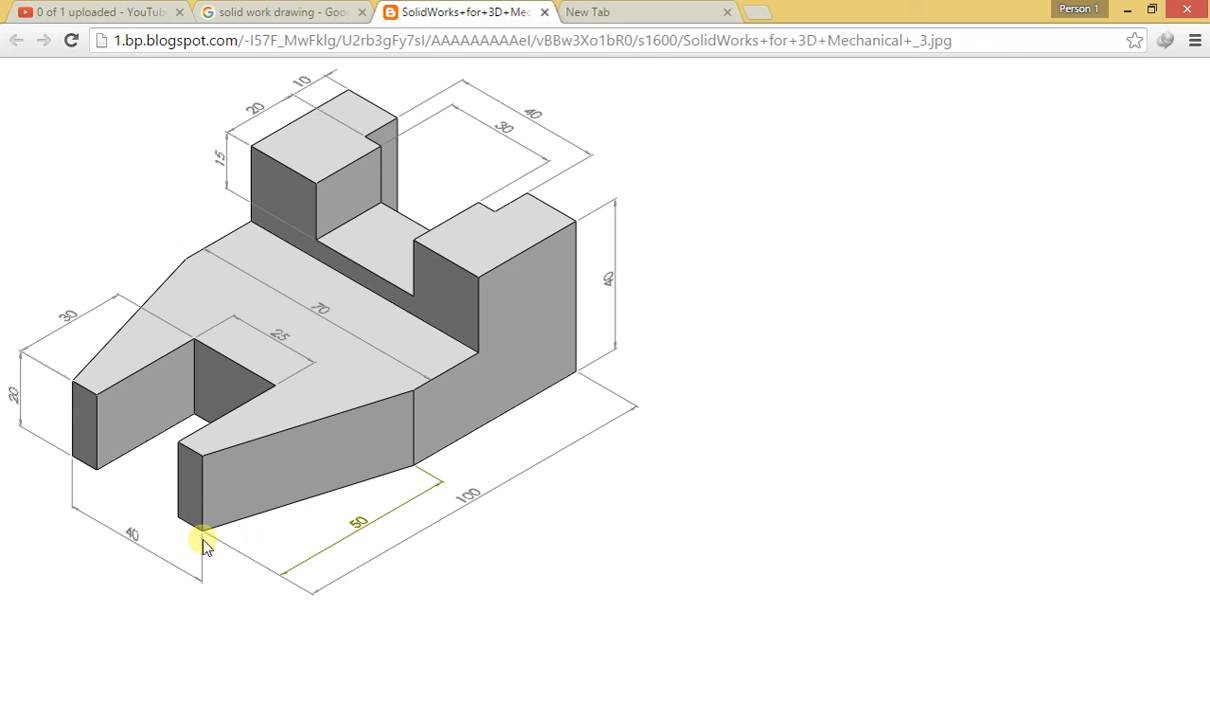 0 of 1 uploaded - YouTub
solid work drawing - Goo
SolidWorks+for+3D+Mec
New Tab
Person 1
1.bp.blogspot.com/-I57F_MwFklg/U2rb3gFy7sI/AAAAAAAAAeI/vBBw3Xo1bR0/s1600/SolidWorks+for+3D+Mechanical+_3.jpg
10
20
40
30
15
40
70
30
25
20
100
50
40